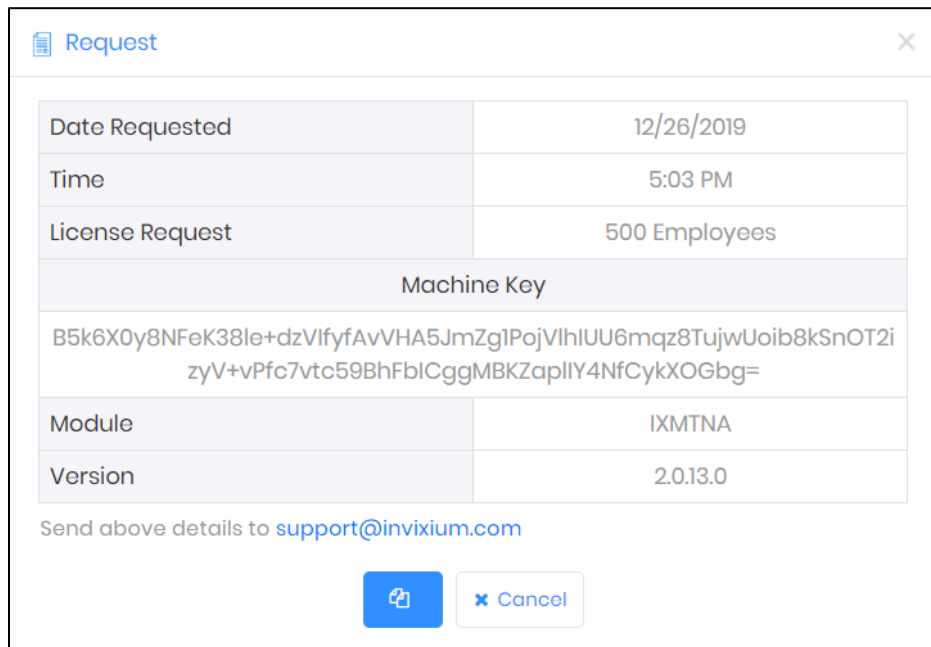 Request
Date Requested 12/26/2019
Time 5:03 PM
License Request 500 Employees
Machine Key
B5k6X0y8NFeK38le+dzVIfyfAvVHA5JmZg1PojVlhIUU6mqz8TujwUoib8kSnOT2i
zyV+vPfc7vtc59BhFbICggMBKZaplIY4NfCykXOGbg=
Module IXMTNA
Version 2.0.13.0
Send above details to support@invixium.com
Cancel